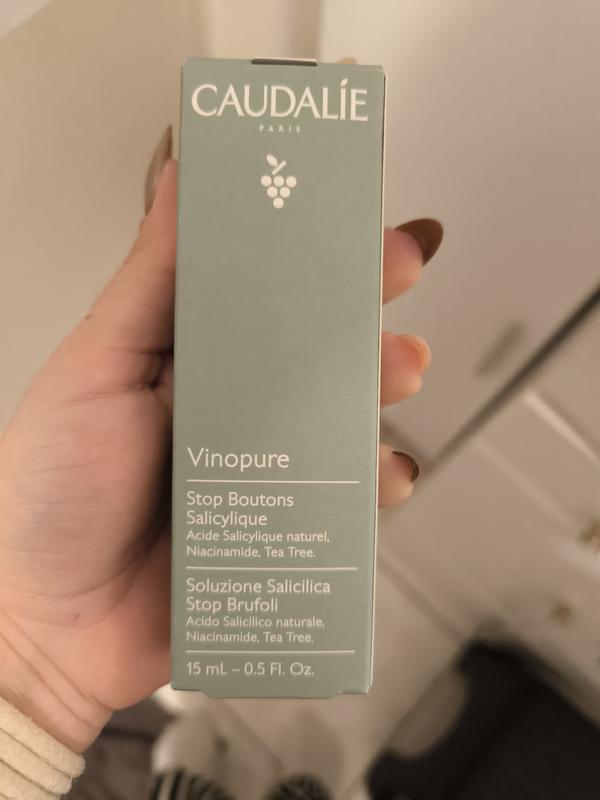 CAUDALÍE
PARIS
Vinopure
Stop Boutons
Salicylique
Acide Salicylique naturel,
Niacinamide, Tea Tree.
Soluzione Salicilica
Stop Brufoli
Acido Salicilico naturale,
Niacinamide, Tea Tree.
15 mL – 0.5 Fl. Oz.